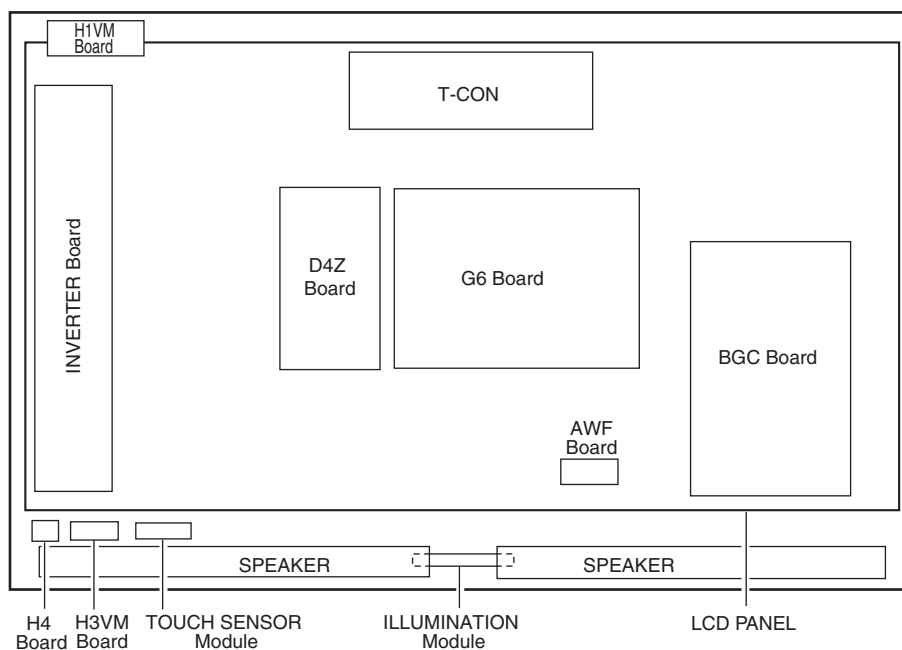 H1VM
Board
T-CON
INVERTER Board
D4Z
Board
G6 Board
BGC Board
AWF
Board
SPEAKER
SPEAKER
H4
Board
H3VM
Board
TOUCH SENSOR
Module
ILLUMINATION
Module
LCD PANEL